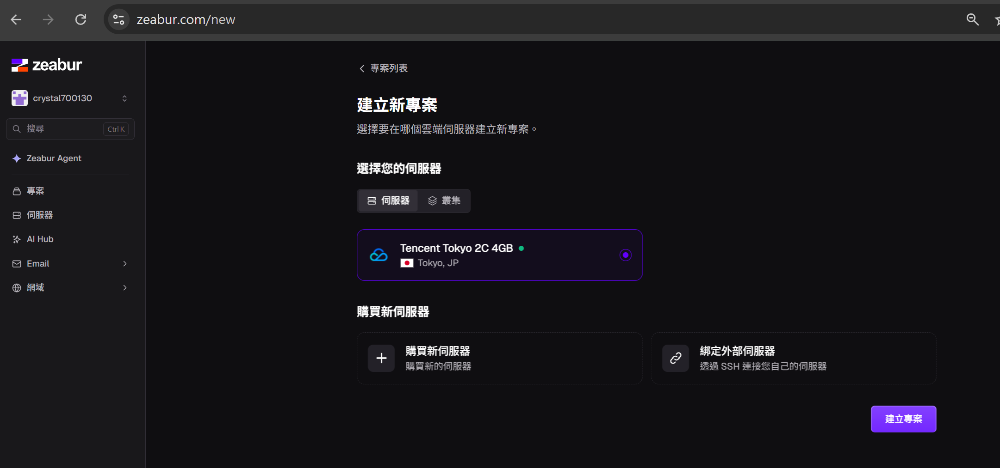 zeabur.com/new
zeabur
crystal700130
搜尋
Ctrl K
Zeabur Agent
專案
伺服器
AI Hub
Email
網域
專案列表
建立新專案
選擇要在哪個雲端伺服器建立新專案。
選擇您的伺服器
伺服器
叢集
Tencent Tokyo 2C 4GB
Tokyo, JP
購買新伺服器
購買新伺服器
購買新的伺服器
綁定外部伺服器
透過 SSH 連接您自己的伺服器
建立專案